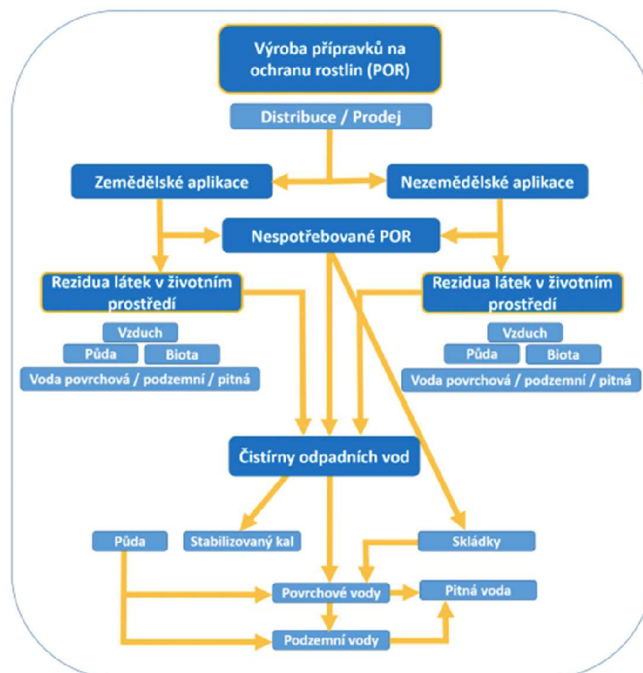 Výroba přípravků na
ochranu rostlin (POR)
Distribuce / Prodej
Zemědělské aplikace
Nezemědělské aplikace
Nespotřebované POR
Rezidua látek v životním
prostředí
Rezidua látek v životním
prostředí
Vzduch
Půda
Biota
Voda povrchová / podzemní / pitná
Vzduch
Půda
Biota
Voda povrchová / podzemní / pitná
Čistírny odpadních vod
Půda
Stabilizovaný kal
Skládky
Povrchové vody
Pitná voda
Podzemní vody